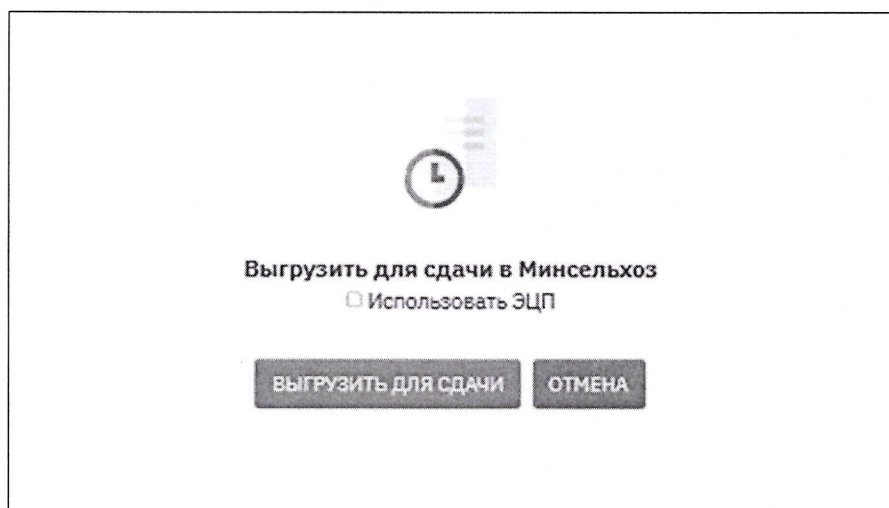 Выгрузить для сдачи в Минсельхоз
Использовать ЭЦП
ВЫГРУЗИТЬ ДЛЯ СДАЧИ ОТМЕНА